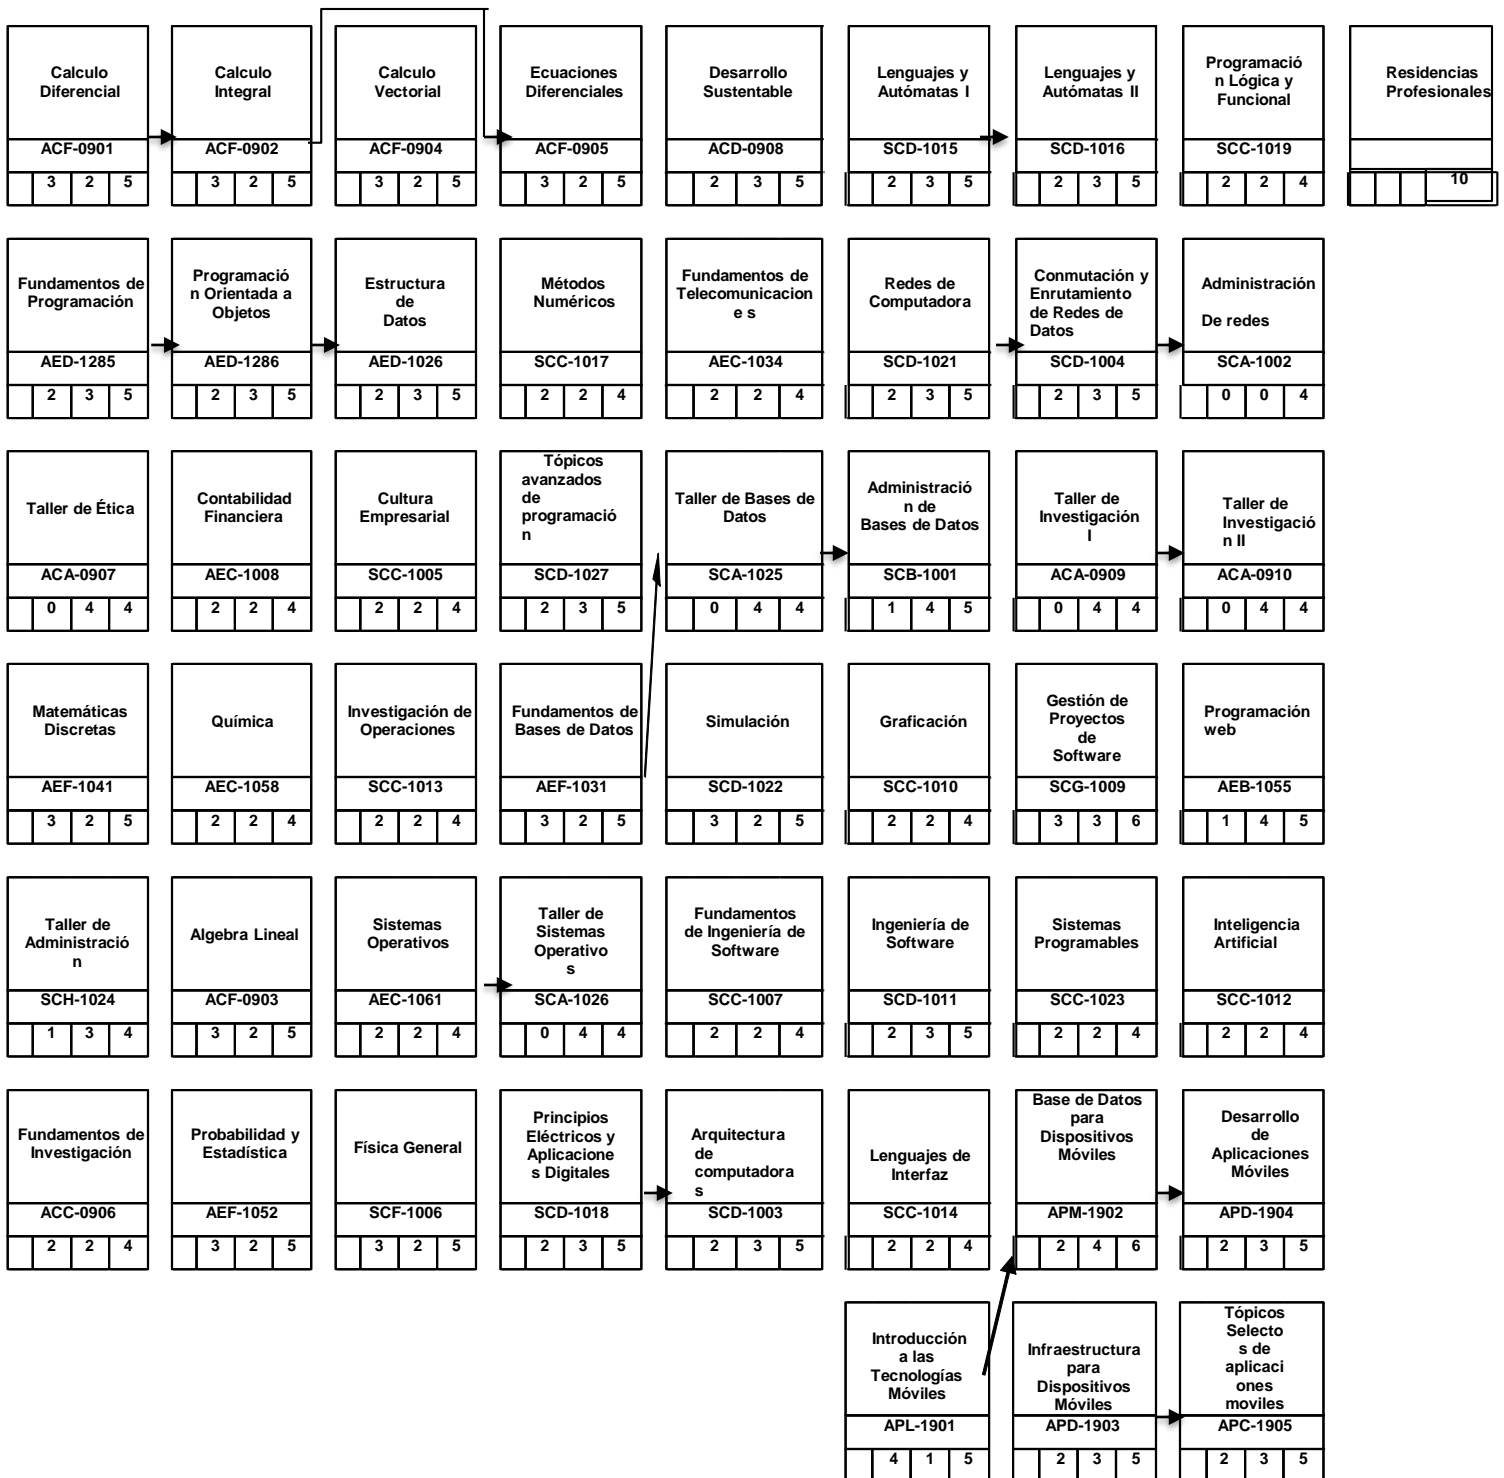 Calculo
Diferencial
ACF-0901
3 2 5
Calculo
Integral
ACF-0902
3 2 5
Calculo
Vectorial
ACF-0904
3 2 5
Ecuaciones
Diferenciales
ACF-0905
3 2 5
Desarrollo
Sustentable
ACD-0908
2 3 5
Lenguajes y
Autómatas I
SCD-1015
2 3 5
Lenguajes y
Autómatas II
SCD-1016
2 3 5
Programació
n Lógica y
Funcional
SCC-1019
2 2 4
Residencias
Profesionales
10
Fundamentos de
Programación
AED-1285
2 3 5
Programació
n Orientada a
Objetos
AED-1286
2 3 5
Estructura
de
Datos
AED-1026
2 3 5
Métodos
Numéricos
SCC-1017
2 2 4
Fundamentos de
Telecomunicacion
e s
AEC-1034
2 2 4
Redes de
Computadora
SCD-1021
2 3 5
Conmutación y
Enrutamiento
de Redes de
Datos
SCD-1004
2 3 5
Administración
De redes
SCA-1002
0 0 4
Taller de Ética
ACA-0907
0 4 4
Contabilidad
Financiera
AEC-1008
2 2 4
Cultura
Empresarial
SCC-1005
2 2 4
Tópicos
avanzados
de
programació
n
SCD-1027
2 3 5
Taller de Bases de
Datos
SCA-1025
0 4 4
Administració
n de
Bases de Datos
SCB-1001
1 4 5
Taller de
Investigación
I
ACA-0909
0 4 4
Taller de
Investigació
n II
ACA-0910
0 4 4
Matemáticas
Discretas
AEF-1041
3 2 5
Química
AEC-1058
2 2 4
Investigación de
Operaciones
SCC-1013
2 2 4
Fundamentos de
Bases de Datos
AEF-1031
3 2 5
Simulación
SCD-1022
3 2 5
Graficación
SCC-1010
2 2 4
Gestión de
Proyectos
de
Software
SCG-1009
3 3 6
Programación
web
AEB-1055
1 4 5
Taller de
Administració
n
SCH-1024
1 3 4
Algebra Lineal
ACF-0903
3 2 5
Sistemas
Operativos
AEC-1061
2 2 4
Taller de
Sistemas
Operativo
s
SCA-1026
0 4 4
Fundamentos
de Ingeniería de
Software
SCC-1007
2 2 4
Ingeniería de
Software
SCD-1011
2 3 5
Sistemas
Programables
SCC-1023
2 2 4
Inteligencia
Artificial
SCC-1012
2 2 4
Fundamentos de
Investigación
ACC-0906
2 2 4
Probabilidad y
Estadística
AEF-1052
3 2 5
Física General
SCF-1006
3 2 5
Principios
Eléctricos y
Aplicacione
s Digitales
SCD-1018
2 3 5
Arquitectura
de
computadora
s
SCD-1003
2 3 5
Lenguajes de
Interfaz
SCC-1014
2 2 4
Base de Datos
para
Dispositivos
Móviles
APM-1902
2 4 6
Desarrollo
de
Aplicaciones
Móviles
APD-1904
2 3 5
Introducción
a las
Tecnologías
Móviles
APL-1901
4 1 5
Infraestructura
para
Dispositivos
Móviles
APD-1903
2 3 5
Tópicos
Selecto
s de
aplicaci
ones
moviles
APC-1905
2 3 5